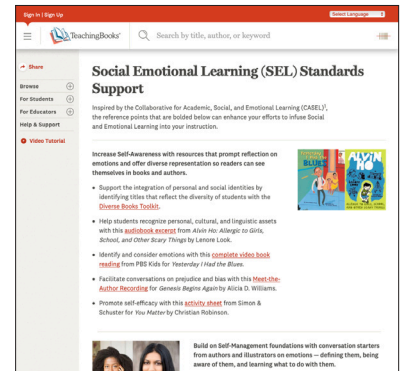 Sign In | Sign Up
Select Language
TeachingBooks®
Search by title, author, or keyword
Share
Browse
For Students
For Educators
Help & Support
Video Tutorial
Social Emotional Learning (SEL) Standards
Support
Inspired by the Collaborative for Academic, Social, and Emotional Learning (CASEL)¹,
the reference points that are bolded below can enhance your efforts to infuse Social
and Emotional Learning into your instruction.
Increase Self-Awareness with resources that prompt reflection on
emotions and offer diverse representation so readers can see
themselves in books and authors.
• Support the integration of personal and social identities by
identifying titles that reflect the diversity of students with the
Diverse Books Toolkit.
• Help students recognize personal, cultural, and linguistic assets
with this audiobook excerpt from Alvin Ho: Allergic to Girls,
School, and Other Scary Things by Lenore Look.
• Identify and consider emotions with this complete video book
reading from PBS Kids for Yesterday I Had the Blues.
• Facilitate conversations on prejudice and bias with this Meet-the-
Author Recording for Genesis Begins Again by Alicia D. Williams.
• Promote self-efficacy with this activity sheet from Simon &
Schuster for You Matter by Christian Robinson.
BLUES
ALVIN
HO
Build on Self-Management foundations with conversation starters
from authors and illustrators on emotions — defining them, being
aware of them, and learning what to do with them.